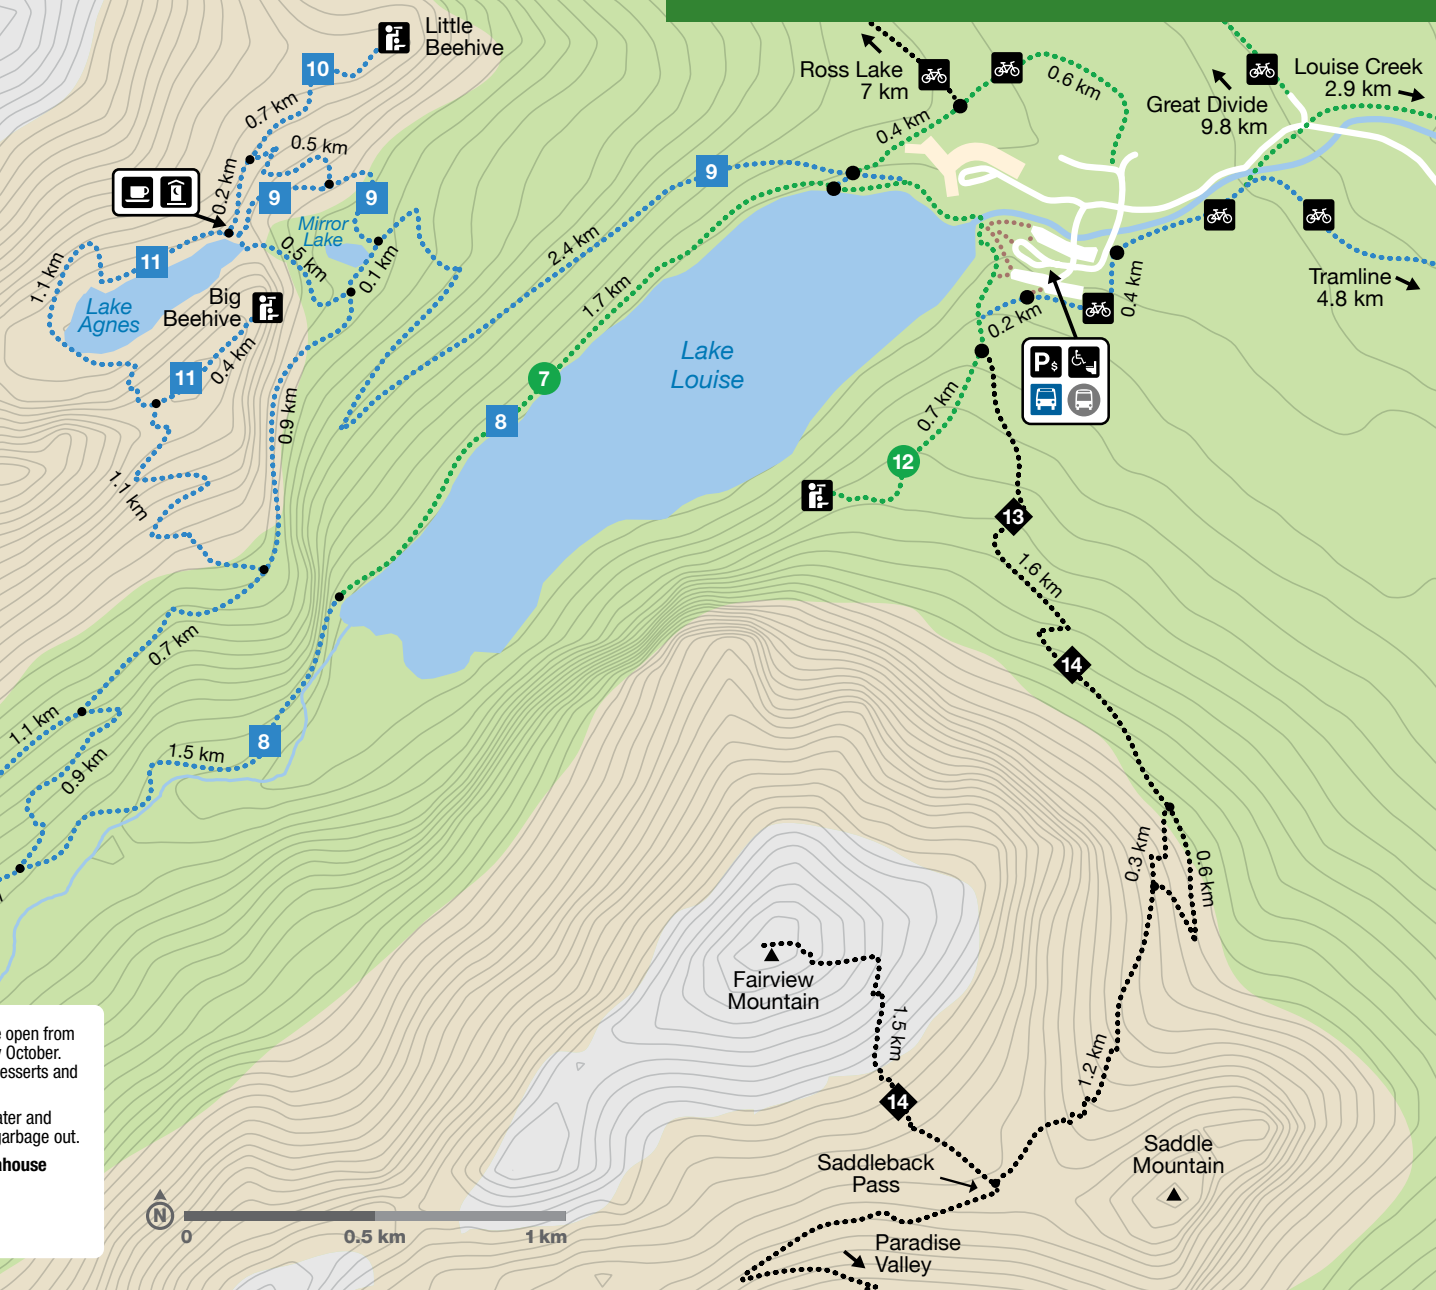 Little
Beehive
10
0.7 km
0.5 km
0.2 km
9
9
Mirror
Lake
0.5 km
0.1 km
11
1.1 km
Lake
Agnes
Big
Beehive
11
0.4 km
0.9 km
1.1 km
0.7 km
1.1 km
0.9 km
1.5 km
8
Ross Lake
7 km
0.4 km
0.6 km
Great Divide
9.8 km
Louise Creek
2.9 km
9
2.4 km
1.7 km
7
8
Lake
Louise
Tramline
4.8 km
0.4 km
0.2 km
P$
0.7 km
12
13
1.6 km
14
0.3 km
0.6 km
1.2 km
Fairview
Mountain
1.5 km
14
Saddleback
Pass
Saddle
Mountain
Paradise
Valley
open from
October.
esserts and
ater and
garbage out.
house
N
0
0.5 km
1 km